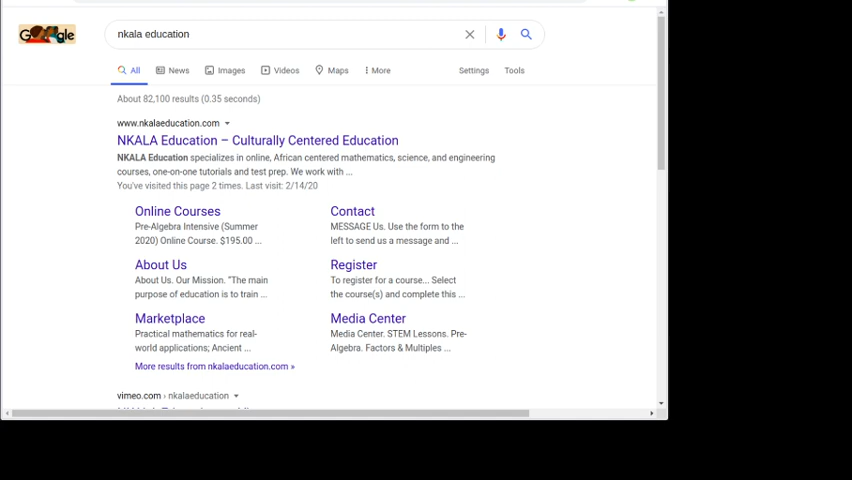 Google
nkala education
All News Images Videos Maps More Settings Tools
About 82,100 results (0.35 seconds)
www.nkalaeducation.com
NKALA Education – Culturally Centered Education
NKALA Education specializes in online, African centered mathematics, science, and engineering
courses, one-on-one tutorials and test prep. We work with ...
You've visited this page 2 times. Last visit: 2/14/20
Online Courses
Pre-Algebra Intensive (Summer
2020) Online Course. $195.00 ...
Contact
MESSAGE Us. Use the form to the
left to send us a message and ...
About Us
About Us. Our Mission. “The main
purpose of education is to train ...
Register
To register for a course... Select
the course(s) and complete this ...
Marketplace
Practical mathematics for real-
world applications; Ancient ...
Media Center
Media Center. STEM Lessons. Pre-
Algebra. Factors & Multiples ...
More results from nkalaeducation.com »
vimeo.com › nkalaeducation